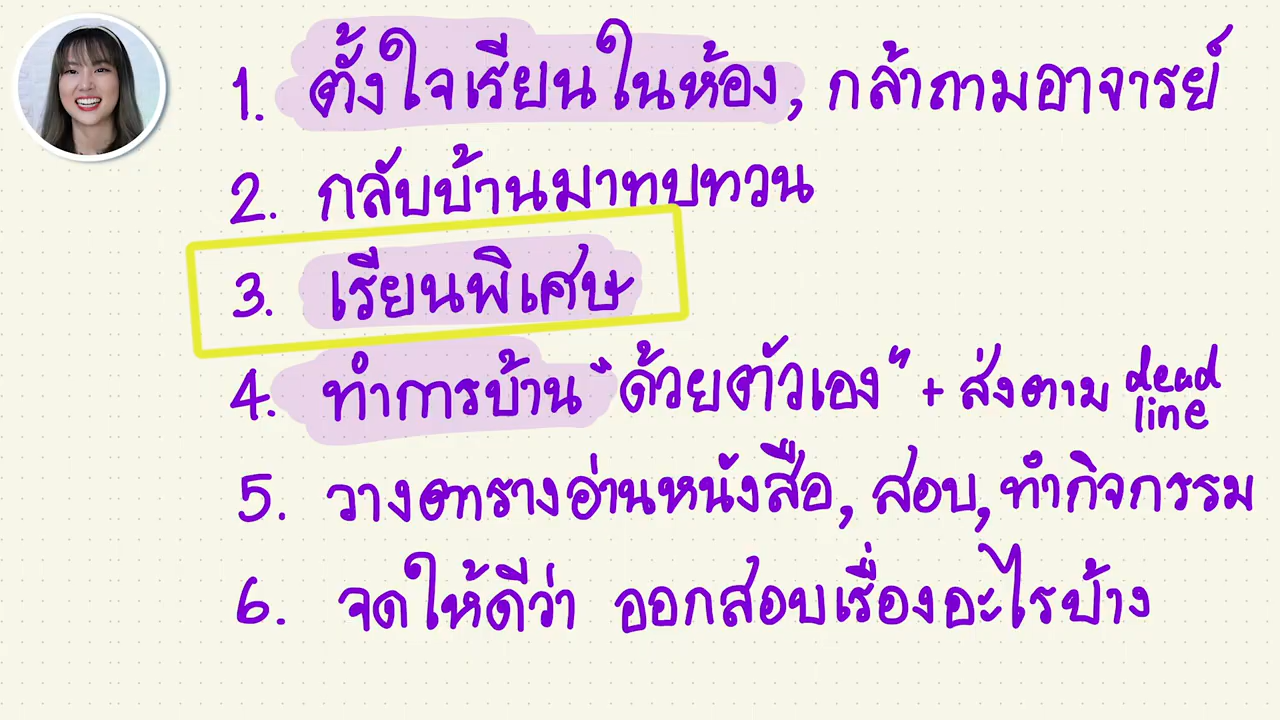 1. ตั้งใจเรียนในห้อง, กล้าถามอาจารย์
2. กลับบ้านมาทบทวน
3. เรียนพิเศษ
4. ทำการบ้าน "ด้วยตัวเอง" + ส่งตาม dead
line
5. วางตารางอ่านหนังสือ, สอบ, ทำกิจกรรม
6. จดให้ดีว่า ออกสอบเรื่องอะไรบ้าง